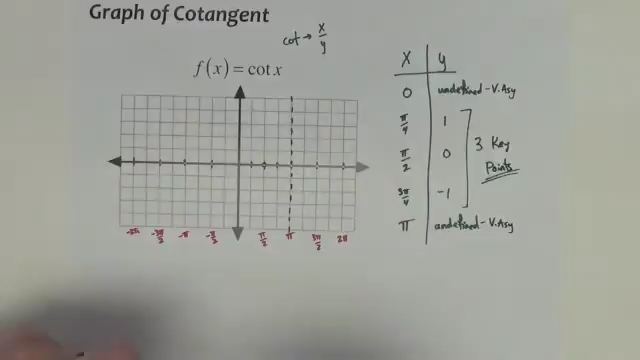 Graph of Cotangent
cot → x/y
f(x) = cot x
x y
0 undefined - V.Asy
π/4 1
π/2 0
3π/4 -1
3 Key
Points
π undefined - V.Asy
-2π -3π/2 -π -π/2 π/2 π 3π/2 2π